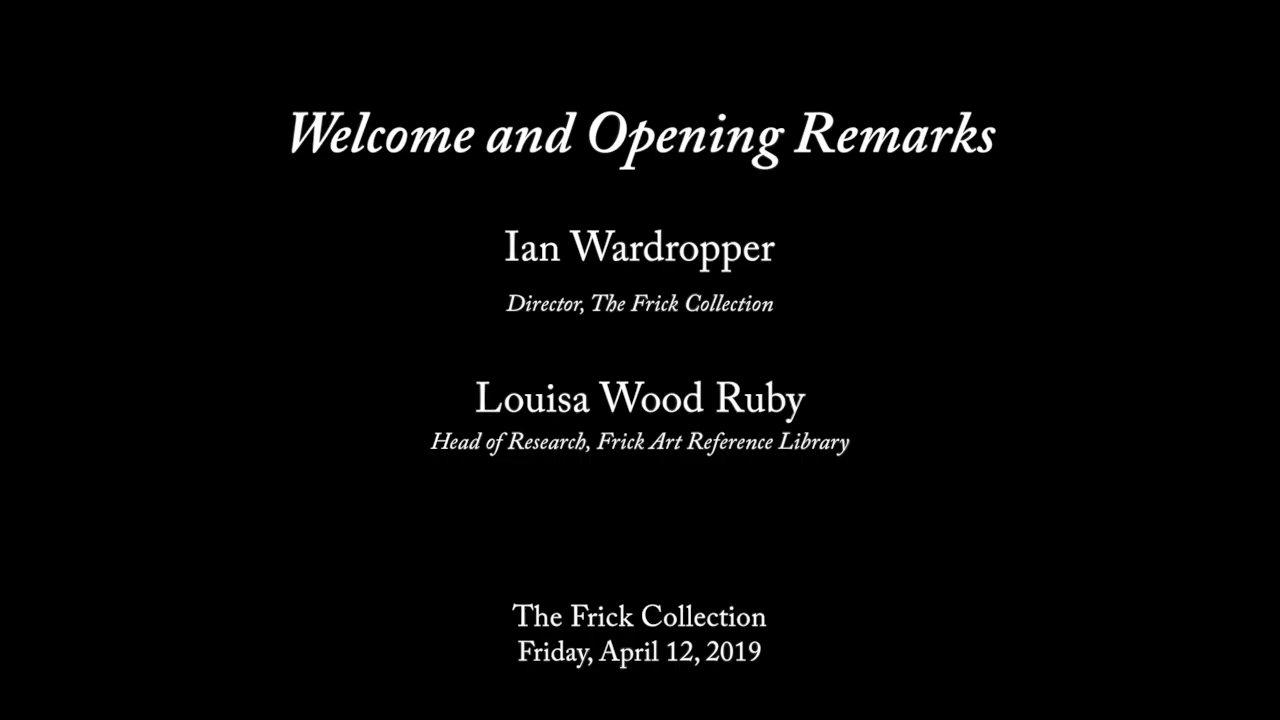 Welcome and Opening Remarks
Ian Wardropper
Director, The Frick Collection
Louisa Wood Ruby
Head of Research, Frick Art Reference Library
The Frick Collection
Friday, April 12, 2019